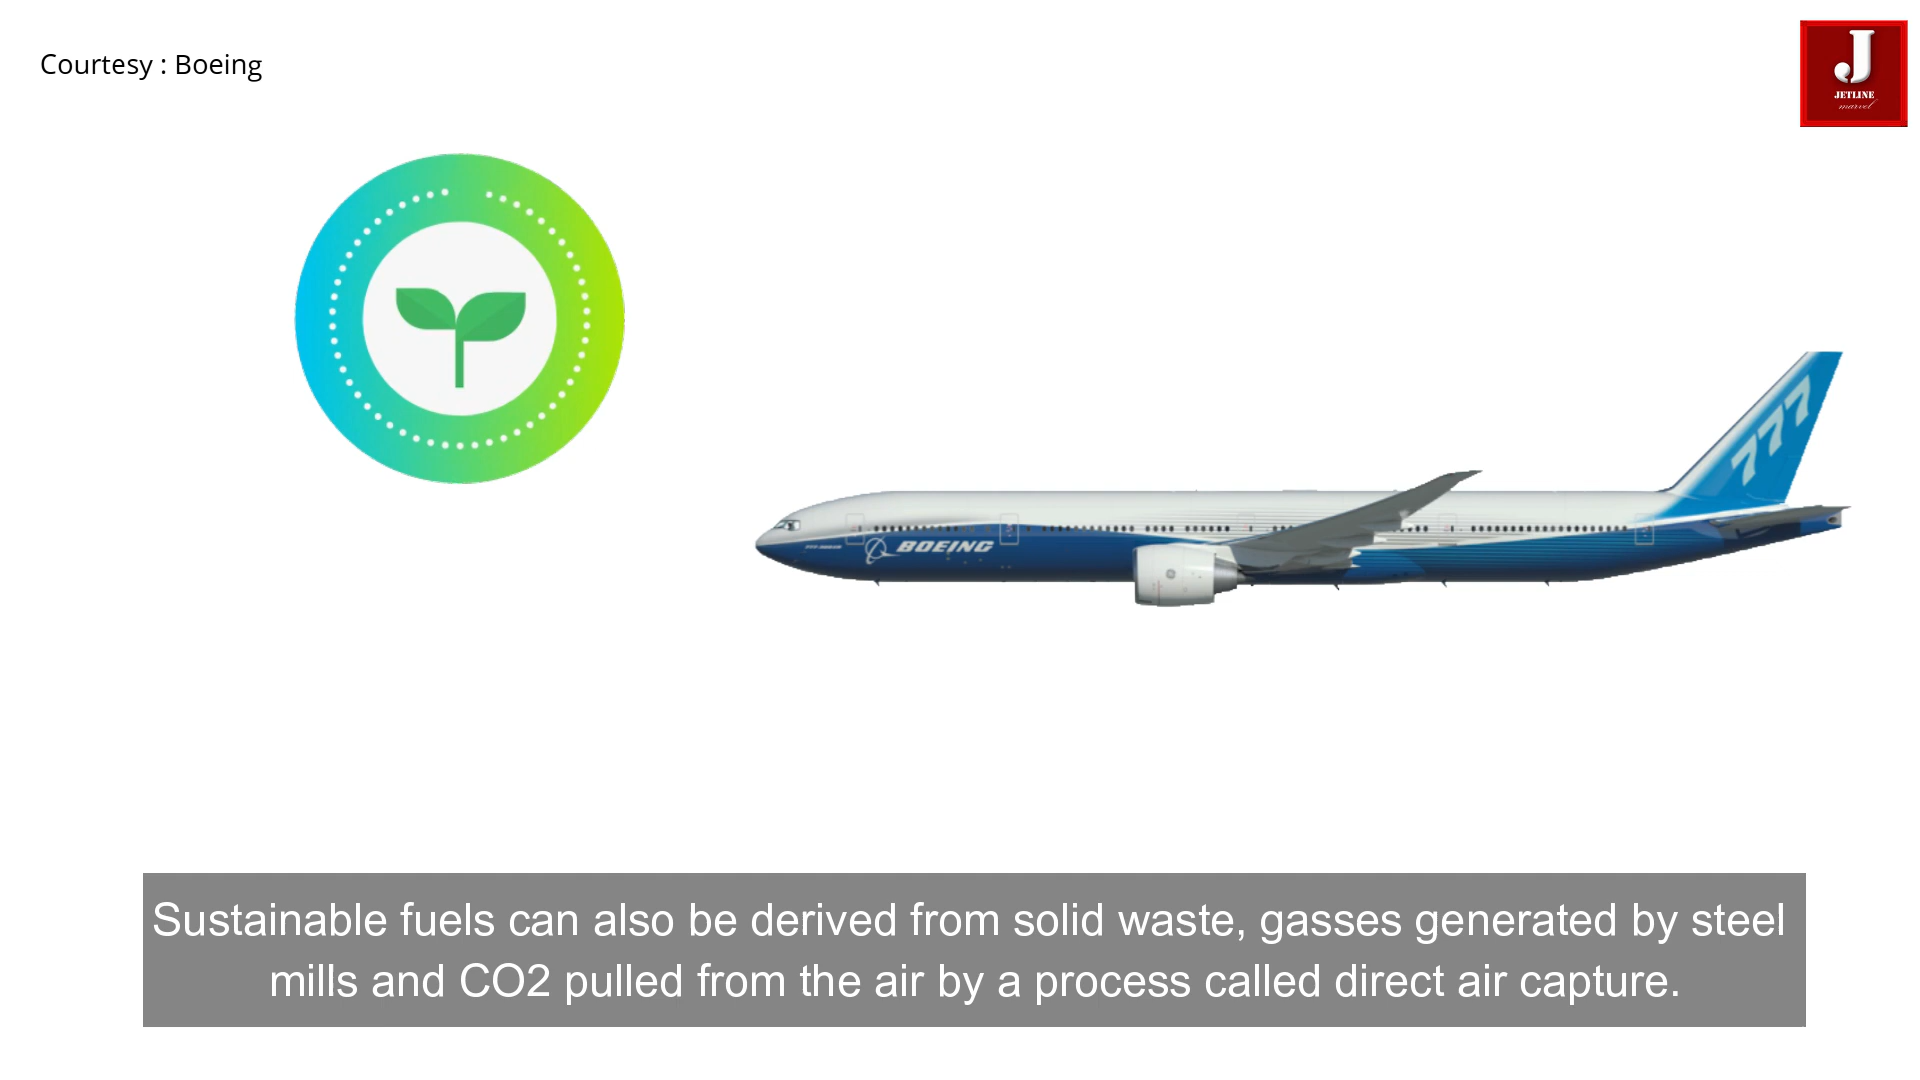 Courtesy : Boeing
J
JETLINE
marvel
777
BOEING
Sustainable fuels can also be derived from solid waste, gasses generated by steel
mills and CO2 pulled from the air by a process called direct air capture.